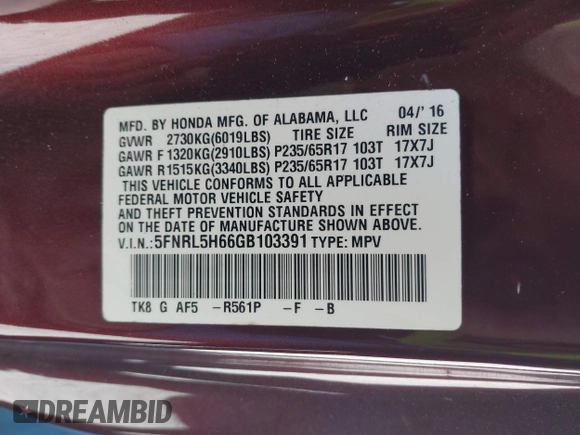 MFD. BY HONDA MFG. OF ALABAMA, LLC 04/'16
GVWR 2730KG(6019LBS) TIRE SIZE RIM SIZE
GAWR F 1320KG(2910LBS) P235/65R17 103T 17X7J
GAWR R1515KG(3340LBS) P235/65R17 103T 17X7J
THIS VEHICLE CONFORMS TO ALL APPLICABLE
FEDERAL MOTOR VEHICLE SAFETY
AND THEFT PREVENTION STANDARDS IN EFFECT
ON THE DATE OF MANUFACTURE SHOWN ABOVE.
V.I.N.:5FNRL5H66GB103391 TYPE: MPV
TK8 G AF5 -R561P -F -B
DREAMBID